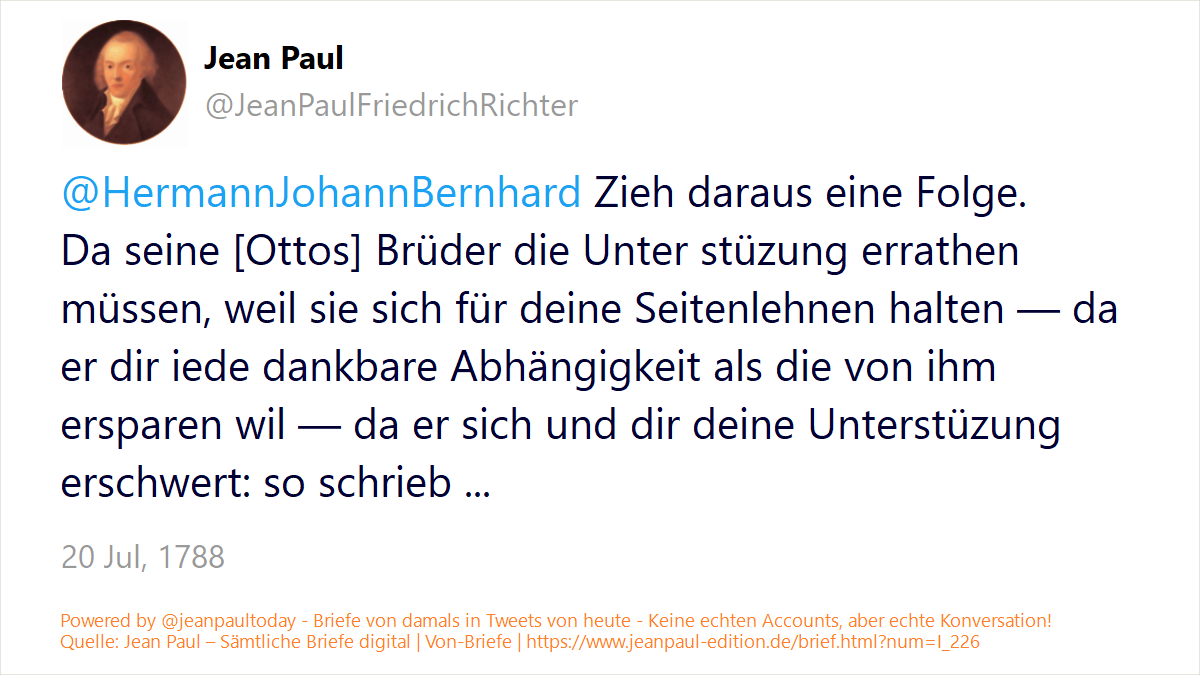 Jean Paul
@JeanPaulFriedrichRichter
@HermannJohannBernhard Zieh daraus eine Folge.
Da seine [Ottos] Brüder die Unter stüzung errathen
müssen, weil sie sich für deine Seitenlehnen halten — da
er dir iede dankbare Abhängigkeit als die von ihm
ersparen wil — da er sich und dir deine Unterstüzung
erschwert: so schrieb ...
20 Jul, 1788
Powered by @jeanpaultoday - Briefe von damals in Tweets von heute - Keine echten Accounts, aber echte Konversation!
Quelle: Jean Paul – Sämtliche Briefe digital | Von-Briefe | https://www.jeanpaul-edition.de/brief.html?num=I_226